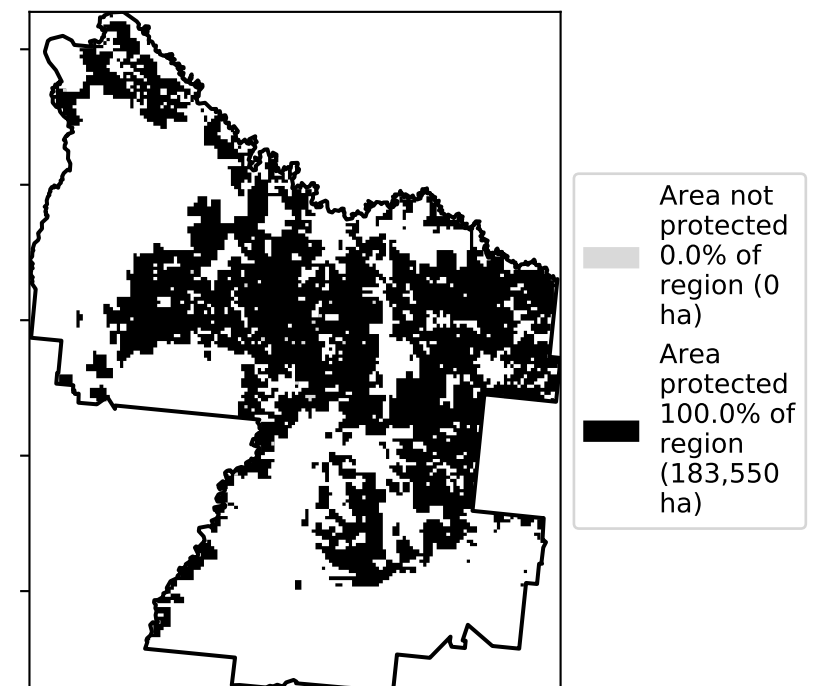 Area not
protected
0.0% of
region (0
ha)
Area
protected
100.0% of
region
(183,550
ha)